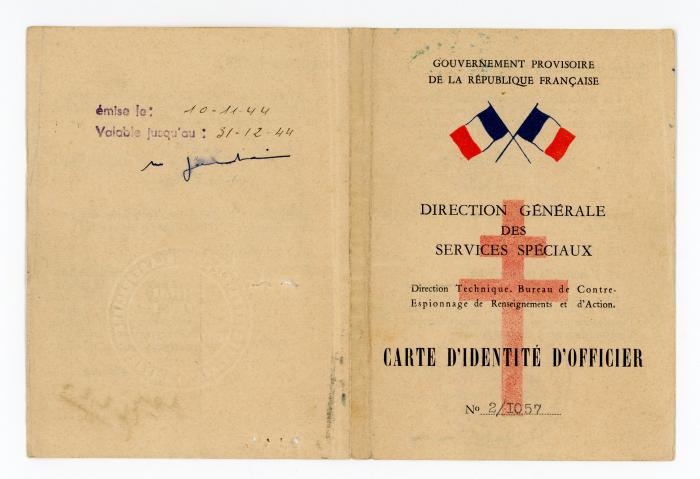 émise le: 10-11-44
Valable jusqu'au : 31-12-44
GOUVERNEMENT PROVISOIRE
DE LA RÉPUBLIQUE FRANÇAISE
DIRECTION GÉNÉRALE
DES
SERVICES SPÉCIAUX
Direction Technique. Bureau de Contre-
Espionnage de Renseignements et d'Action.
CARTE D'IDENTITÉ D'OFFICIER
No 2/I057